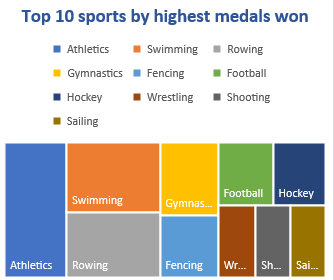 Top 10 sports by highest medals won
Athletics Swimming Rowing
Gymnastics Fencing Football
Hockey Wrestling Shooting
Sailing
Swimming
Gymnas...
Football
Hockey
Athletics
Rowing
Fencing
Wr...
Sh...
Sai...